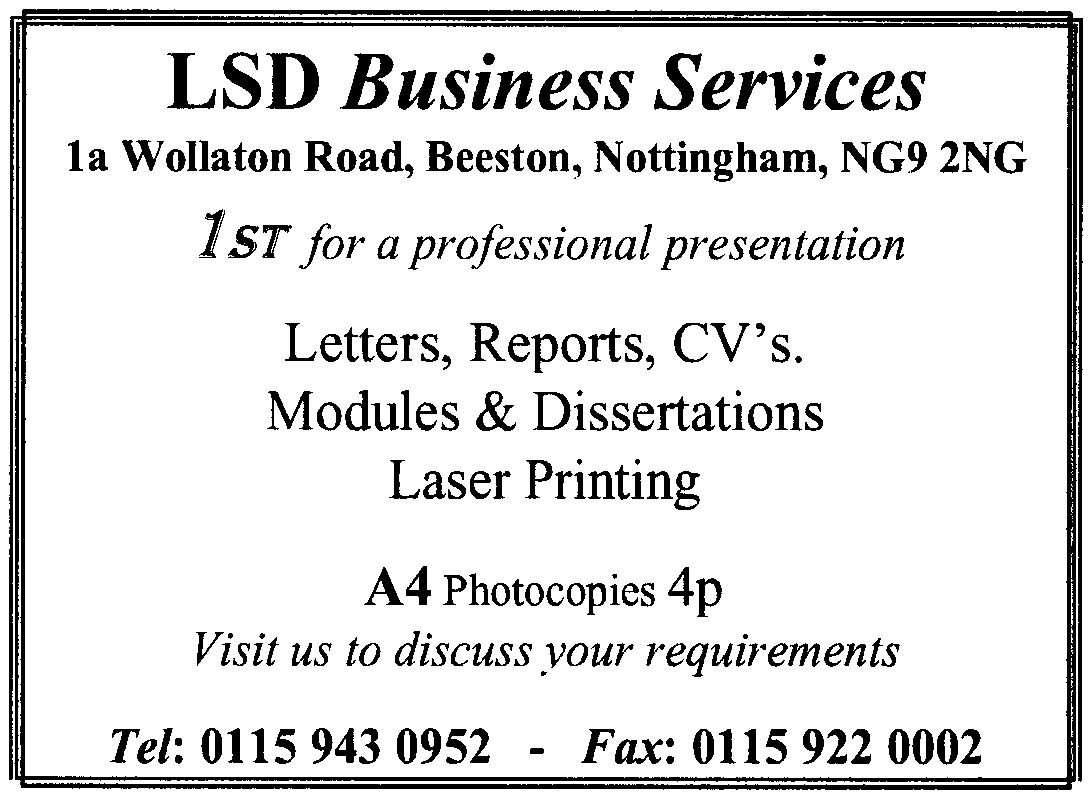 LSD Business Services
1a Wollaton Road, Beeston, Nottingham, NG9 2NG
1ST for a professional presentation
Letters, Reports, CV's.
Modules & Dissertations
Laser Printing
A4 Photocopies 4p
Visit us to discuss your requirements
Tel: 0115 943 0952 - Fax: 0115 922 0002